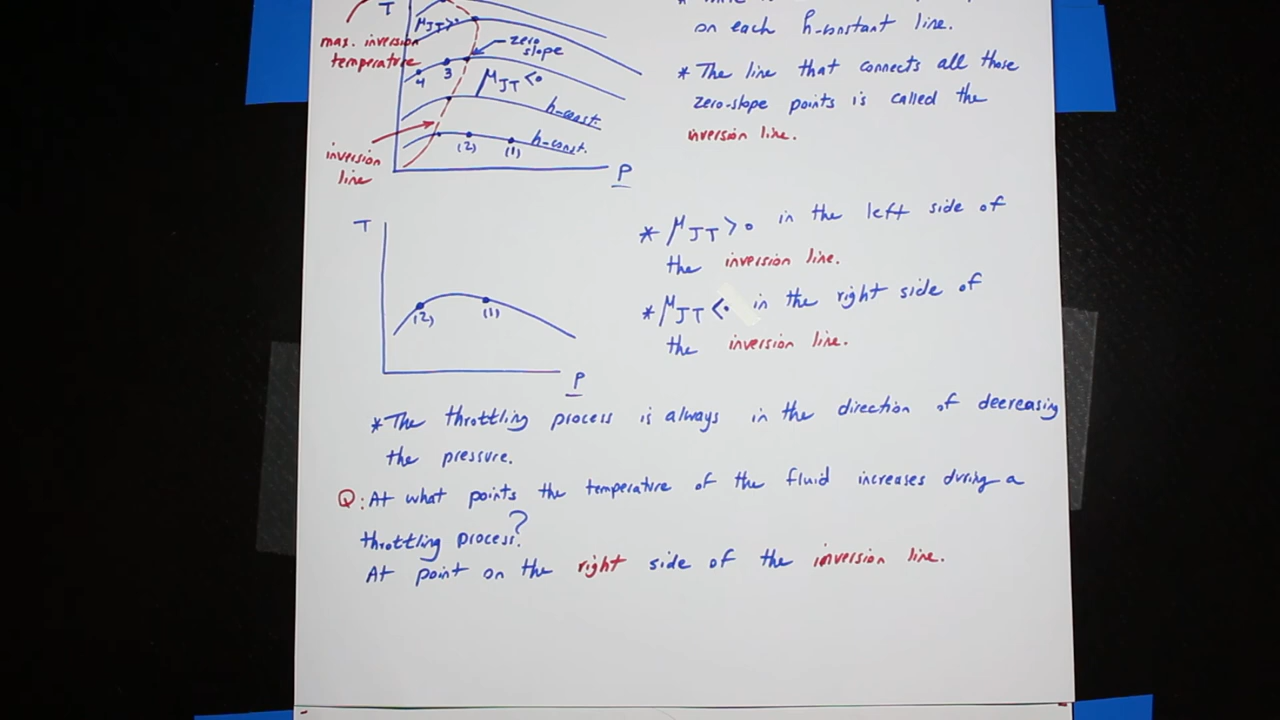 T
μJT>0
max. inversion
temperature
zero
slope
4
3
μJT<0
h-const.
h-const.
(2)
(1)
inversion
line
P
on each h-constant line.
* The line that connects all those
zero-slope points is called the
inversion line.
T
(2)
(1)
P
* μJT>0 in the left side of
the inversion line.
* μJT<0 in the right side of
the inversion line.
* The throttling process is always in the direction of decreasing
the pressure.
Q: At what points the temperature of the fluid increases during a
throttling process?
At point on the right side of the inversion line.